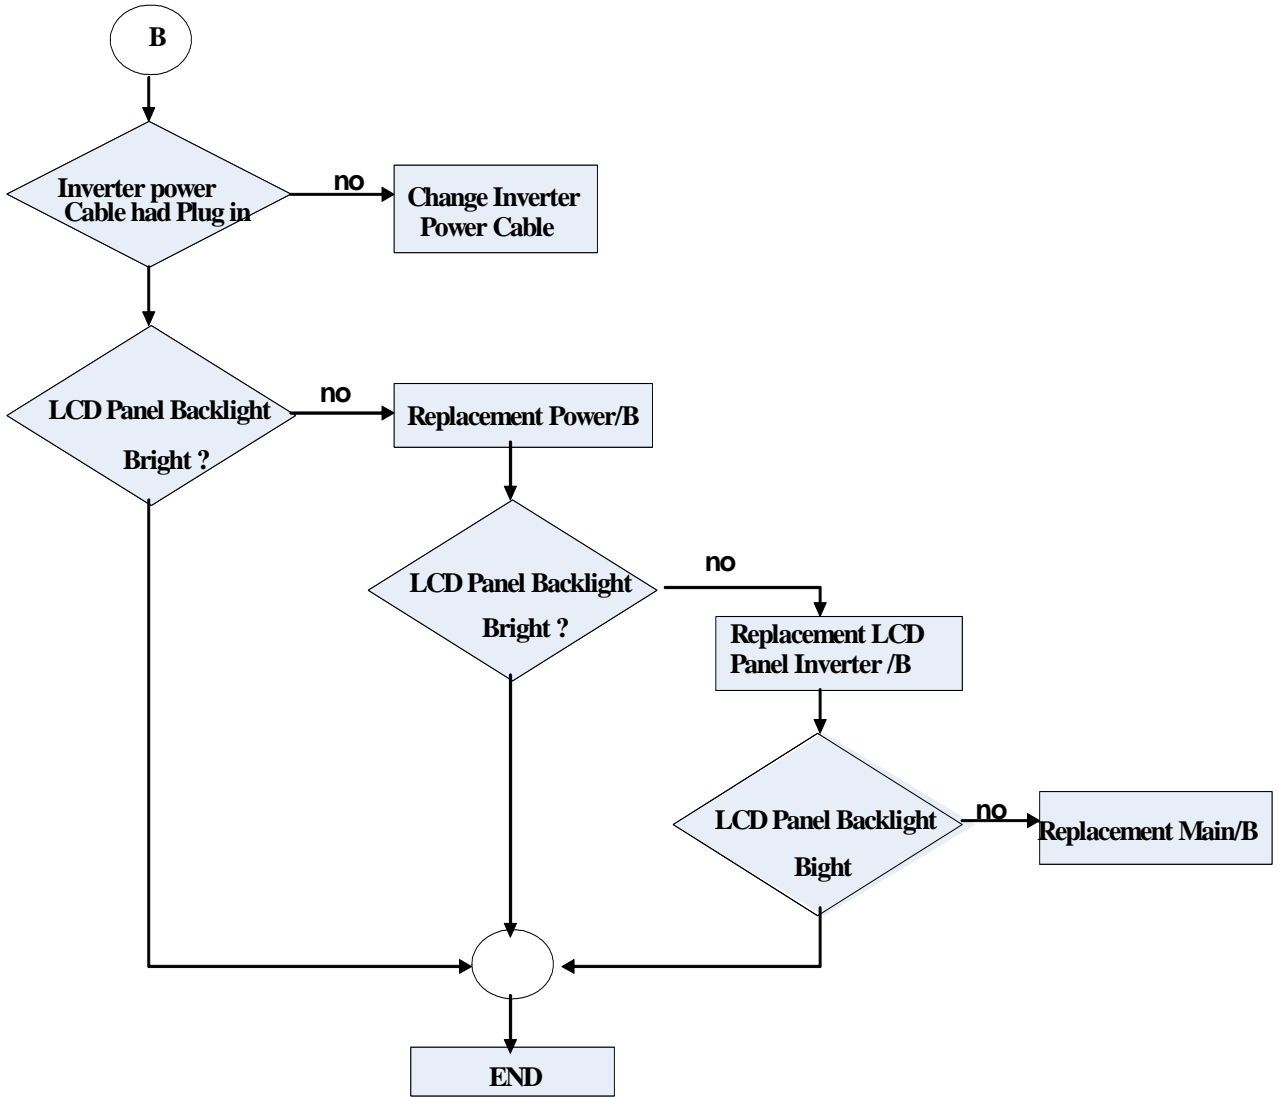 B
Inverter power
Cable had Plug in
no
Change Inverter
Power Cable
LCD Panel Backlight
Bright ?
no
Replacement Power/B
LCD Panel Backlight
Bright ?
no
Replacement LCD
Panel Inverter /B
LCD Panel Backlight
Bight
no
Replacement Main/B
END